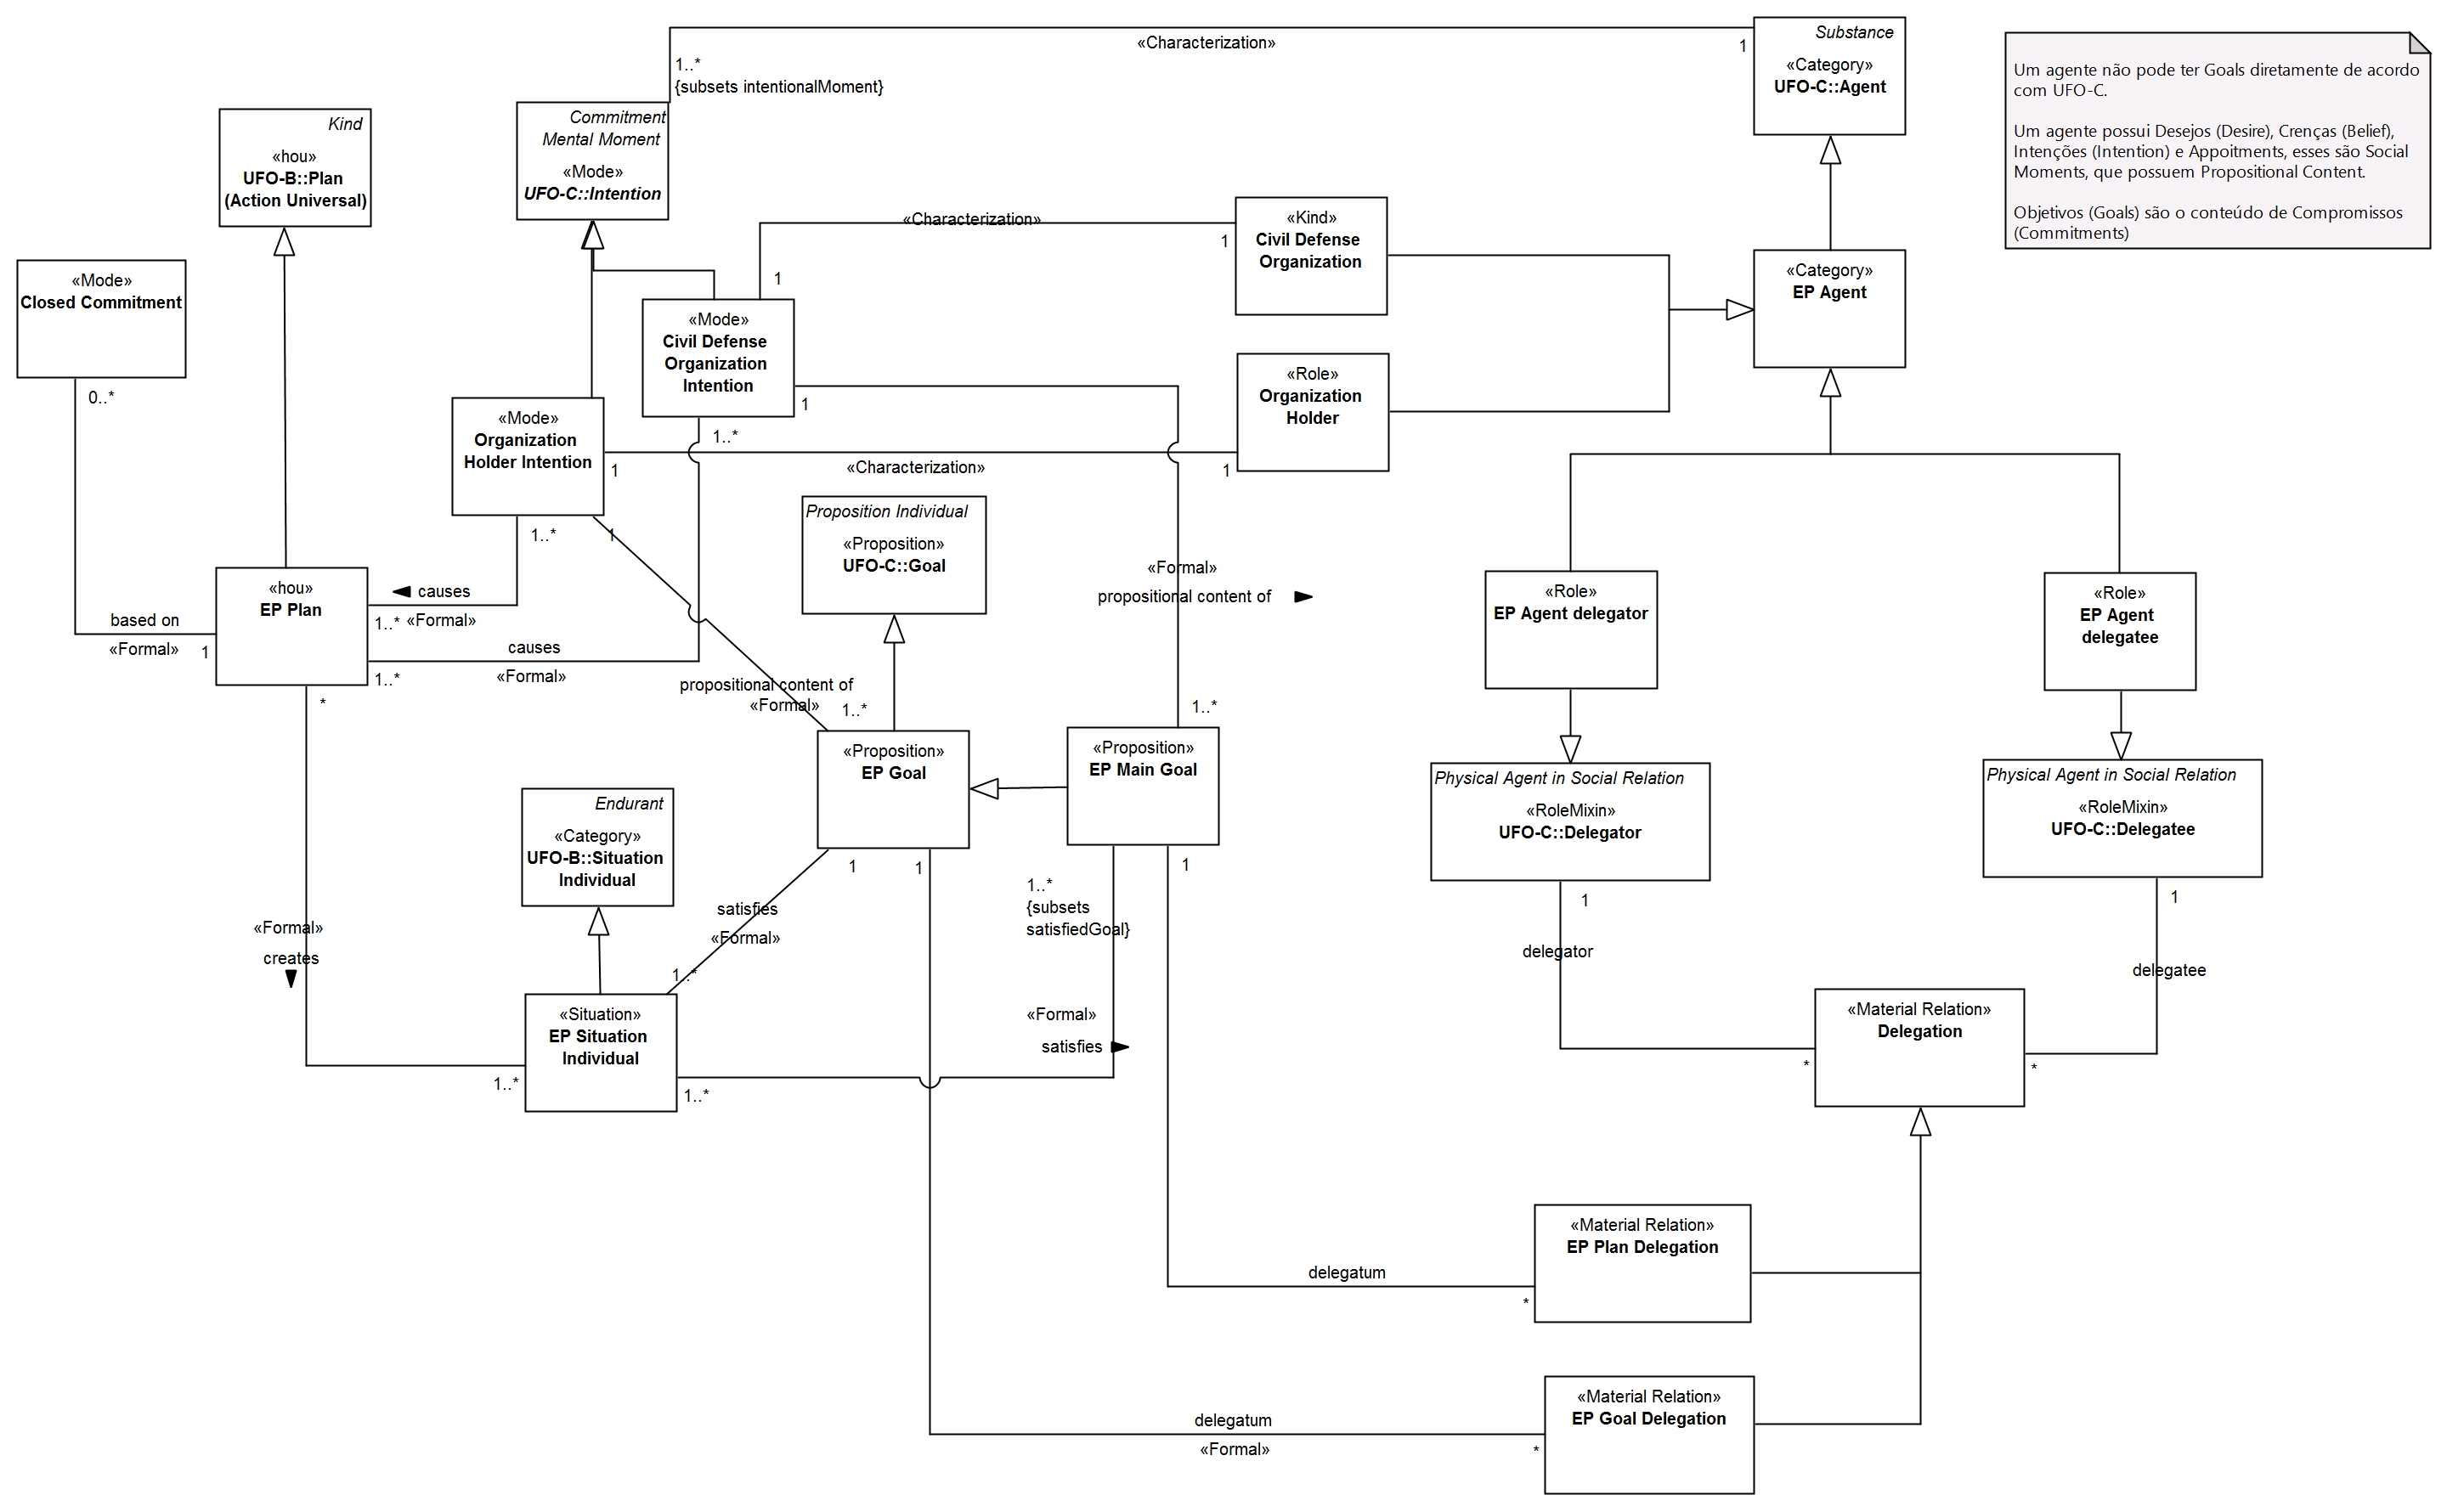 «Characterization»
1
1..*
{subsets intentionalMoment}
Substance
«Category»
UFO-C::Agent
Um agente não pode ter Goals diretamente de acordo
com UFO-C.
Um agente possui Desejos (Desire), Crenças (Belief),
Intenções (Intention) e Appoitments, esses são Social
Moments, que possuem Propositional Content.
Objetivos (Goals) são o conteúdo de Compromissos
(Commitments)
Kind
«hou»
UFO-B::Plan
(Action Universal)
Commitment
Mental Moment
«Mode»
UFO-C::Intention
«Characterization»
1
1
«Kind»
Civil Defense
Organization
«Category»
EP Agent
«Mode»
Closed Commitment
0..*
«Mode»
Civil Defense
Organization
Intention
1
1..*
«Role»
Organization
Holder
«Mode»
Organization
Holder Intention
1
«Characterization»
1
1..*
1
Proposition Individual
«Proposition»
UFO-C::Goal
«Formal»
propositional content of
«hou»
EP Plan
causes
1..*
«Formal»
based on
«Formal»
1
causes
1..*
«Formal»
*
propositional content of
«Formal»
1..*
1..*
«Role»
EP Agent delegator
«Role»
EP Agent
delegatee
«Proposition»
EP Goal
«Proposition»
EP Main Goal
Physical Agent in Social Relation
«RoleMixin»
UFO-C::Delegator
Physical Agent in Social Relation
«RoleMixin»
UFO-C::Delegatee
Endurant
«Category»
UFO-B::Situation
Individual
1
1
1
1..*
{subsets
satisfiedGoal}
satisfies
«Formal»
1..*
1
1
delegator
delegatee
«Formal»
creates
«Situation»
EP Situation
Individual
1..*
1..*
«Formal»
satisfies
«Material Relation»
Delegation
*
*
«Material Relation»
EP Plan Delegation
delegatum
*
«Material Relation»
EP Goal Delegation
delegatum
«Formal»
*